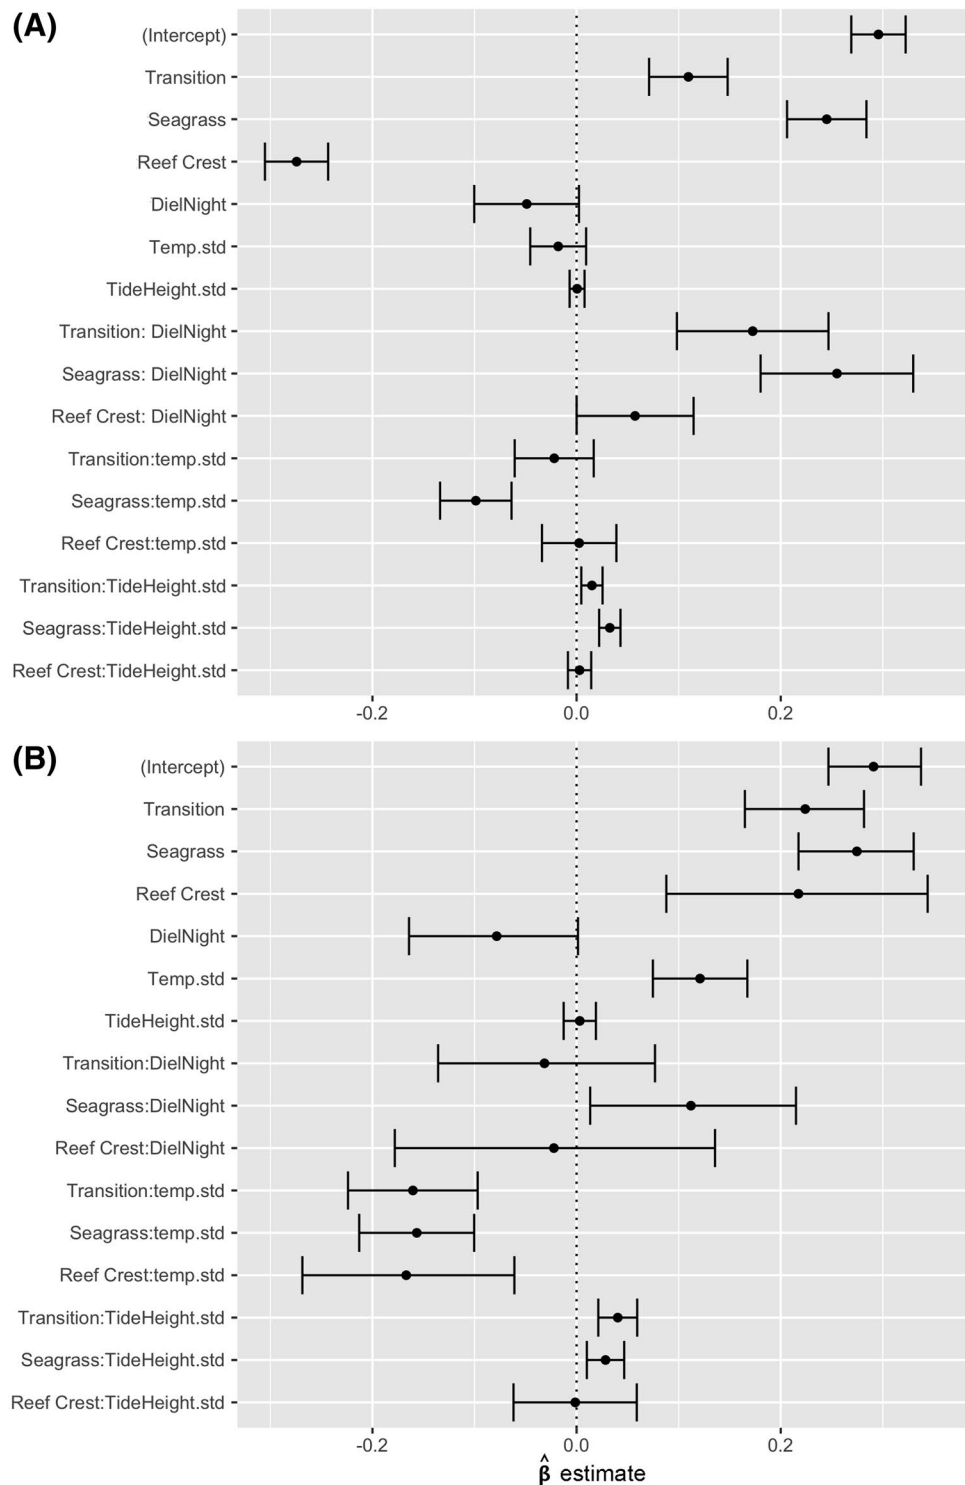 (A)
(Intercept)
Transition
Seagrass
Reef Crest
DielNight
Temp.std
TideHeight.std
Transition: DielNight
Seagrass: DielNight
Reef Crest: DielNight
Transition:temp.std
Seagrass:temp.std
Reef Crest:temp.std
Transition:TideHeight.std
Seagrass:TideHeight.std
Reef Crest:TideHeight.std
-0.2 0.0 0.2
(B)
(Intercept)
Transition
Seagrass
Reef Crest
DielNight
Temp.std
TideHeight.std
Transition:DielNight
Seagrass:DielNight
Reef Crest:DielNight
Transition:temp.std
Seagrass:temp.std
Reef Crest:temp.std
Transition:TideHeight.std
Seagrass:TideHeight.std
Reef Crest:TideHeight.std
-0.2 0.0 0.2
β̂ estimate